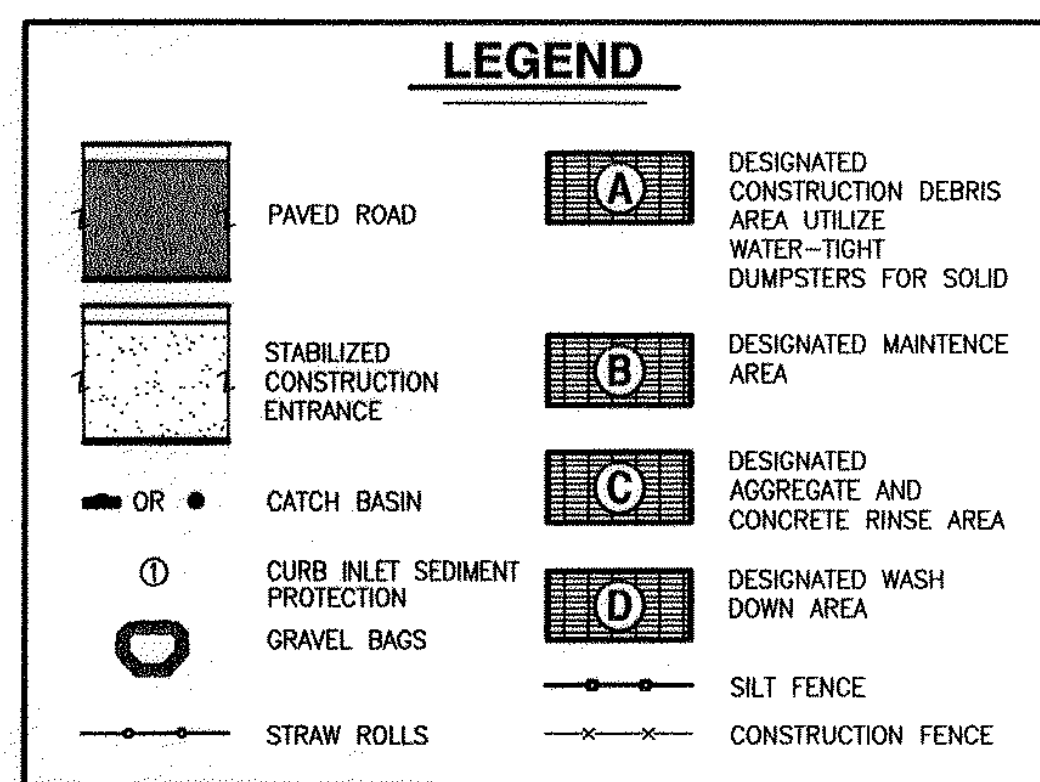 LEGEND
PAVED ROAD
STABILIZED
CONSTRUCTION
ENTRANCE
OR
CATCH BASIN
1
CURB INLET SEDIMENT
PROTECTION
GRAVEL BAGS
STRAW ROLLS
A
DESIGNATED
CONSTRUCTION DEBRIS
AREA UTILIZE
WATER-TIGHT
DUMPSTERS FOR SOLID
B
DESIGNATED MAINTENCE
AREA
C
DESIGNATED
AGGREGATE AND
CONCRETE RINSE AREA
D
DESIGNATED WASH
DOWN AREA
SILT FENCE
CONSTRUCTION FENCE